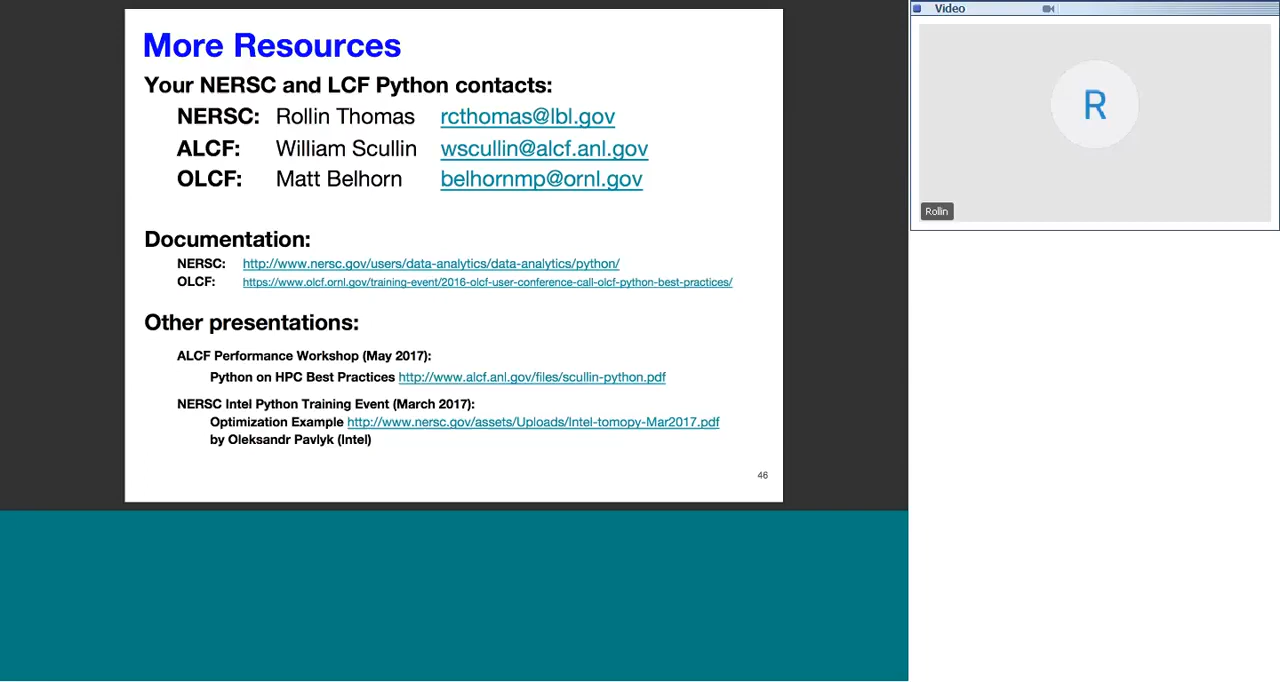 More Resources
Your NERSC and LCF Python contacts:
NERSC: Rollin Thomas rcthomas@lbl.gov
ALCF: William Scullin wscullin@alcf.anl.gov
OLCF: Matt Belhorn belhornmp@ornl.gov
Documentation:
NERSC: http://www.nersc.gov/users/data-analytics/data-analytics/python/
OLCF: https://www.olcf.ornl.gov/training-event/2016-olcf-user-conference-call-olcf-python-best-practices/
Other presentations:
ALCF Performance Workshop (May 2017):
Python on HPC Best Practices http://www.alcf.anl.gov/files/scullin-python.pdf
NERSC Intel Python Training Event (March 2017):
Optimization Example http://www.nersc.gov/assets/Uploads/Intel-tomopy-Mar2017.pdf
by Oleksandr Pavlyk (Intel)
46
Video
R
Rollin